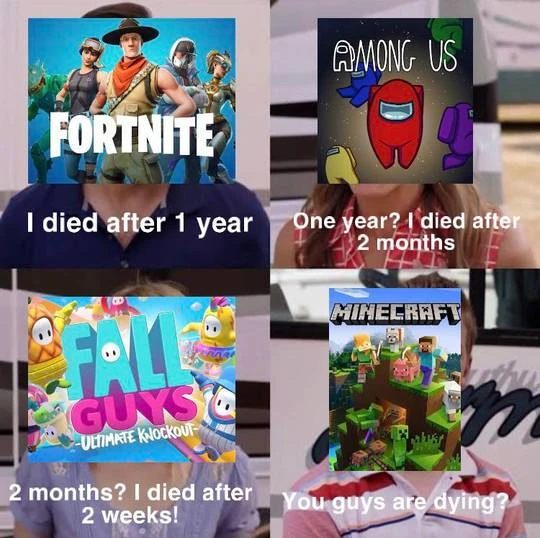 FORTNITE
I died after 1 year
AMONG US
One year? I died after
2 months
FALL
GUYS
-ULTIMATE KNOCKOUT-
2 months? I died after
2 weeks!
MINECRAFT
You guys are dying?